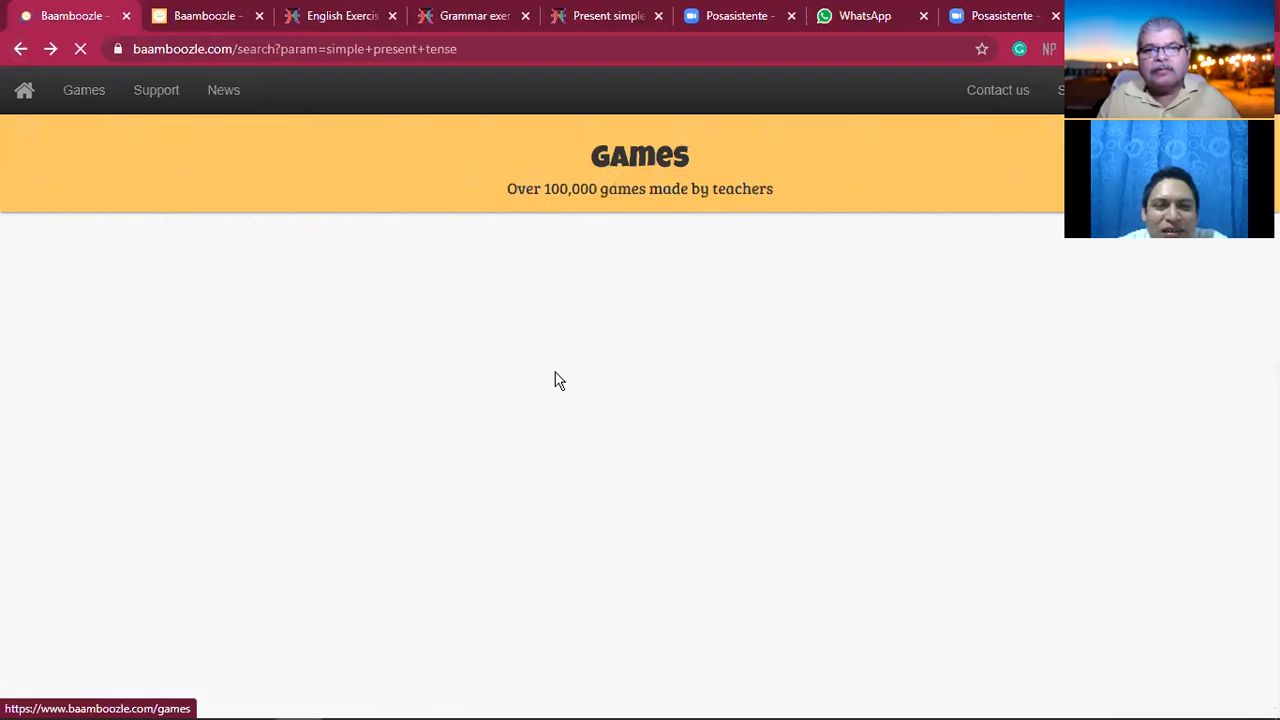 Baamboozle -
Baamboozle -
English Exercis
Grammar exer
Present simple
Posasistente -
WhatsApp
Posasistente -
baamboozle.com/search?param=simple+present+tense
NP
Games
Support
News
Contact us
S
Games
Over 100,000 games made by teachers
https://www.baamboozle.com/games